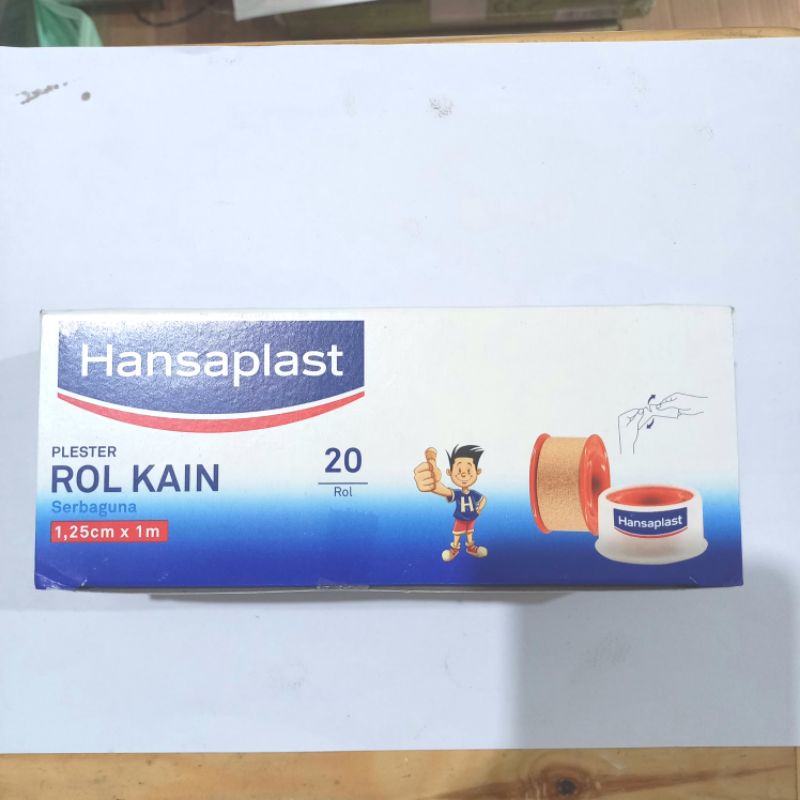 Hansaplast
PLESTER
ROL KAIN
Serbaguna
1,25cm x 1m
20
Rol
H
Hansaplast